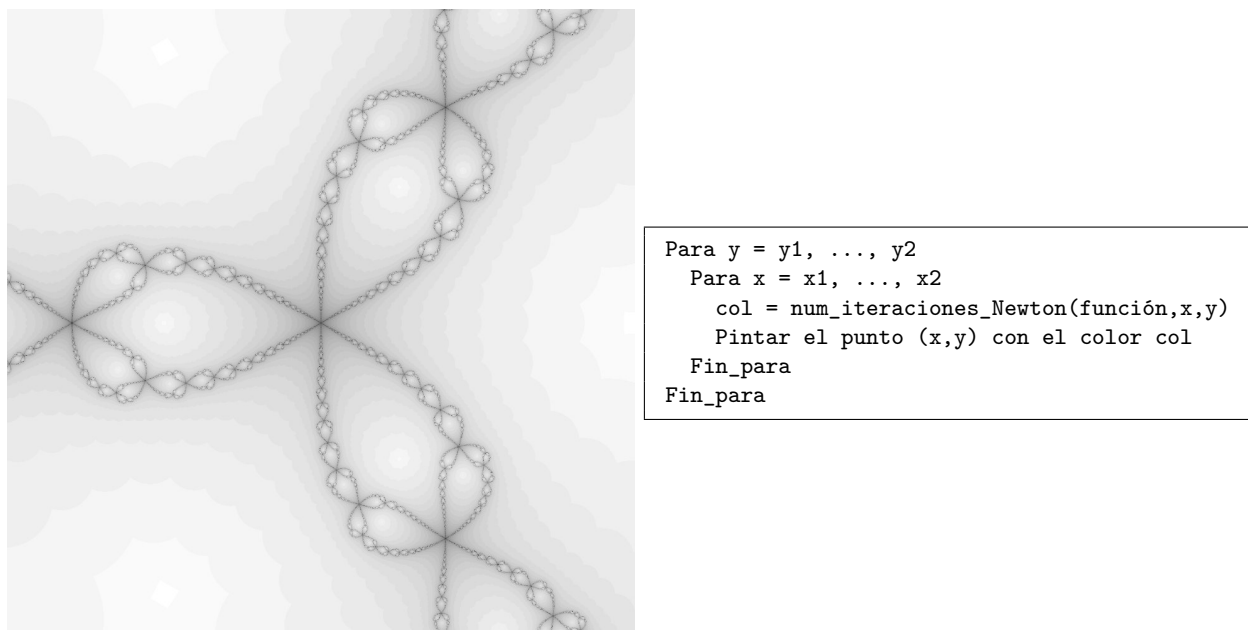 Para y = y1, ..., y2
Para x = x1, ..., x2
col = num_iteraciones_Newton(función,x,y)
Pintar el punto (x,y) con el color col
Fin_para
Fin_para